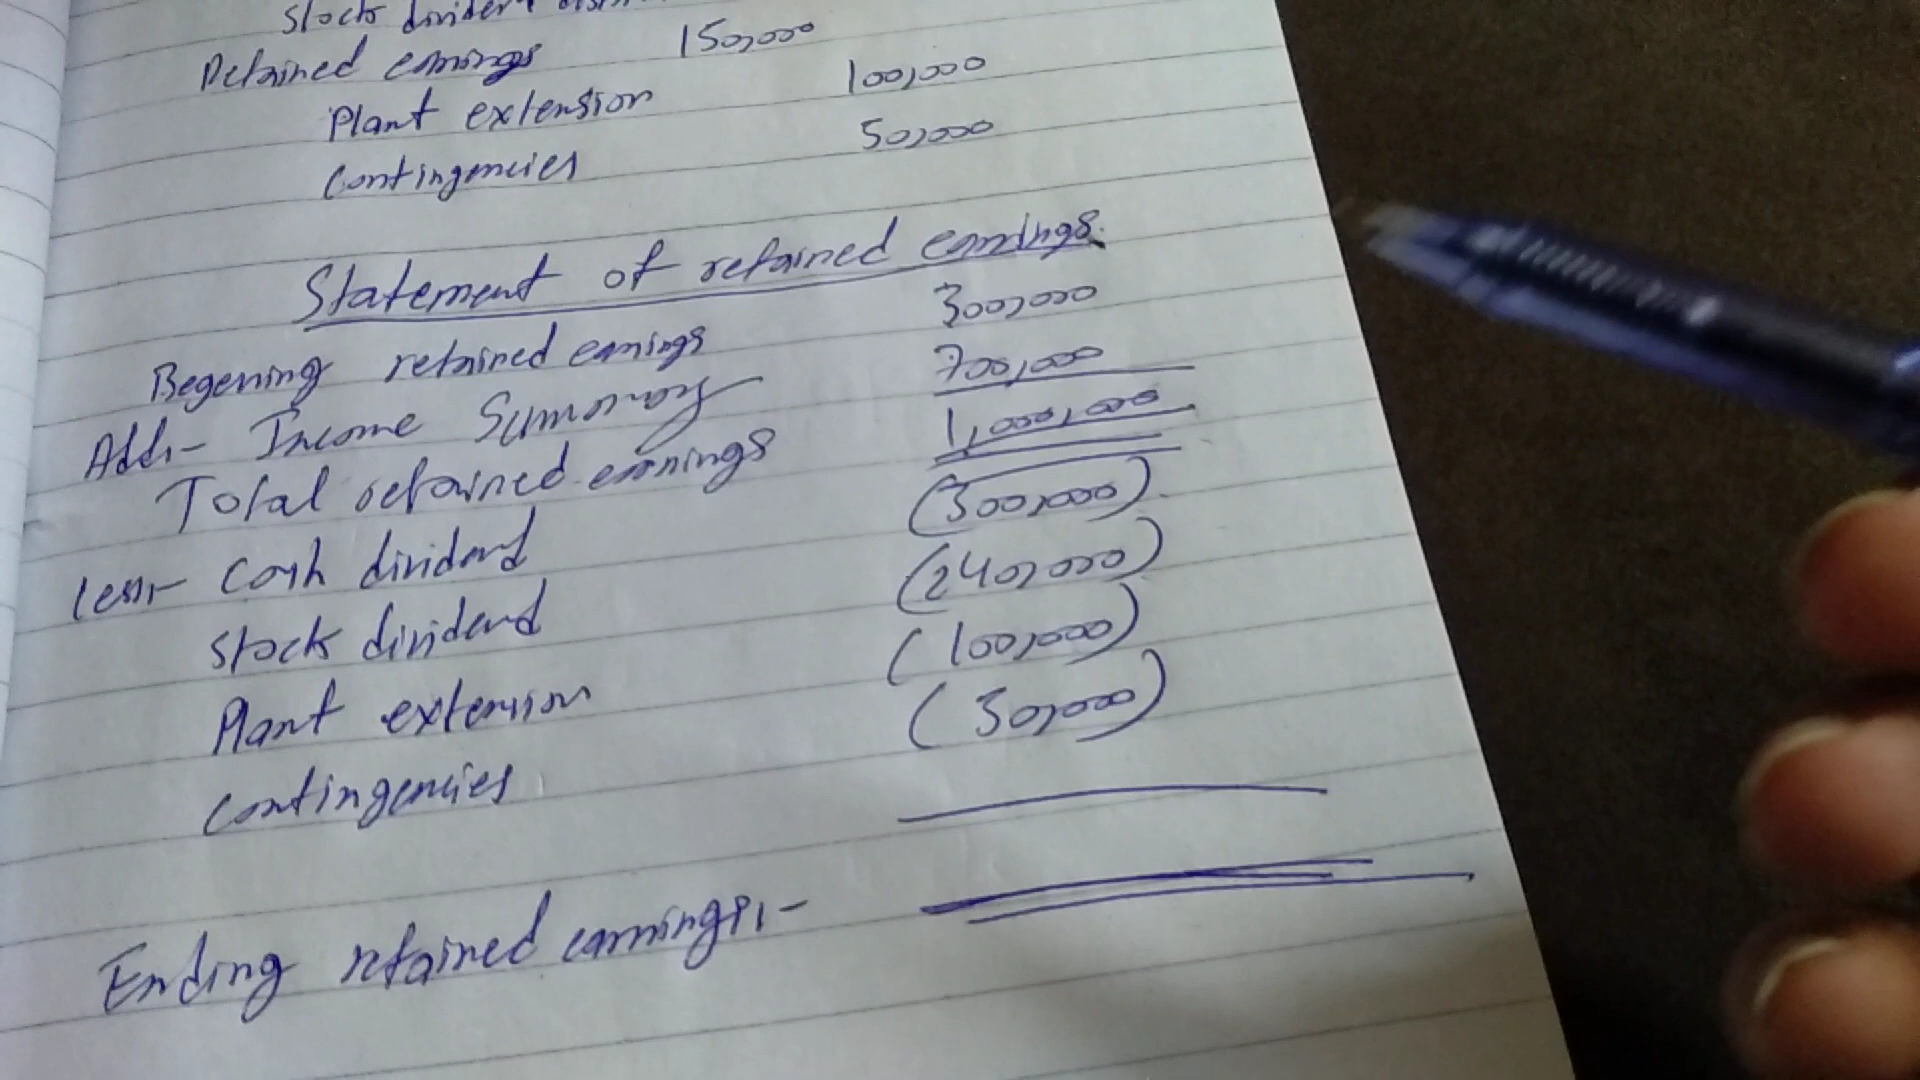 Stock dividend
Retained earnings 150,000
Plant extension 100,000
Contingencies 50,000
Statement of retained earnings
Begening retained earnings 300,000
Add:- Income Summary 700,000
Total retained earnings 1,000,000
less:- Cash dividend (300,000)
Stock dividend (240,000)
Plant extension (100,000)
Contingencies (50,000)
Ending retained earnings:-